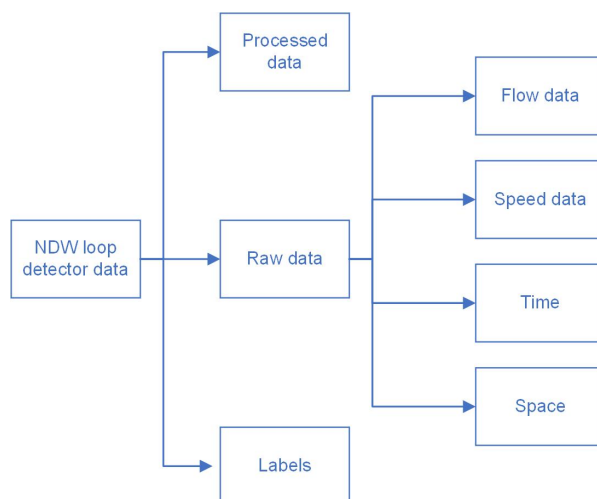 Processed
data
Flow data
Speed data
NDW loop
detector data
Raw data
Time
Space
Labels